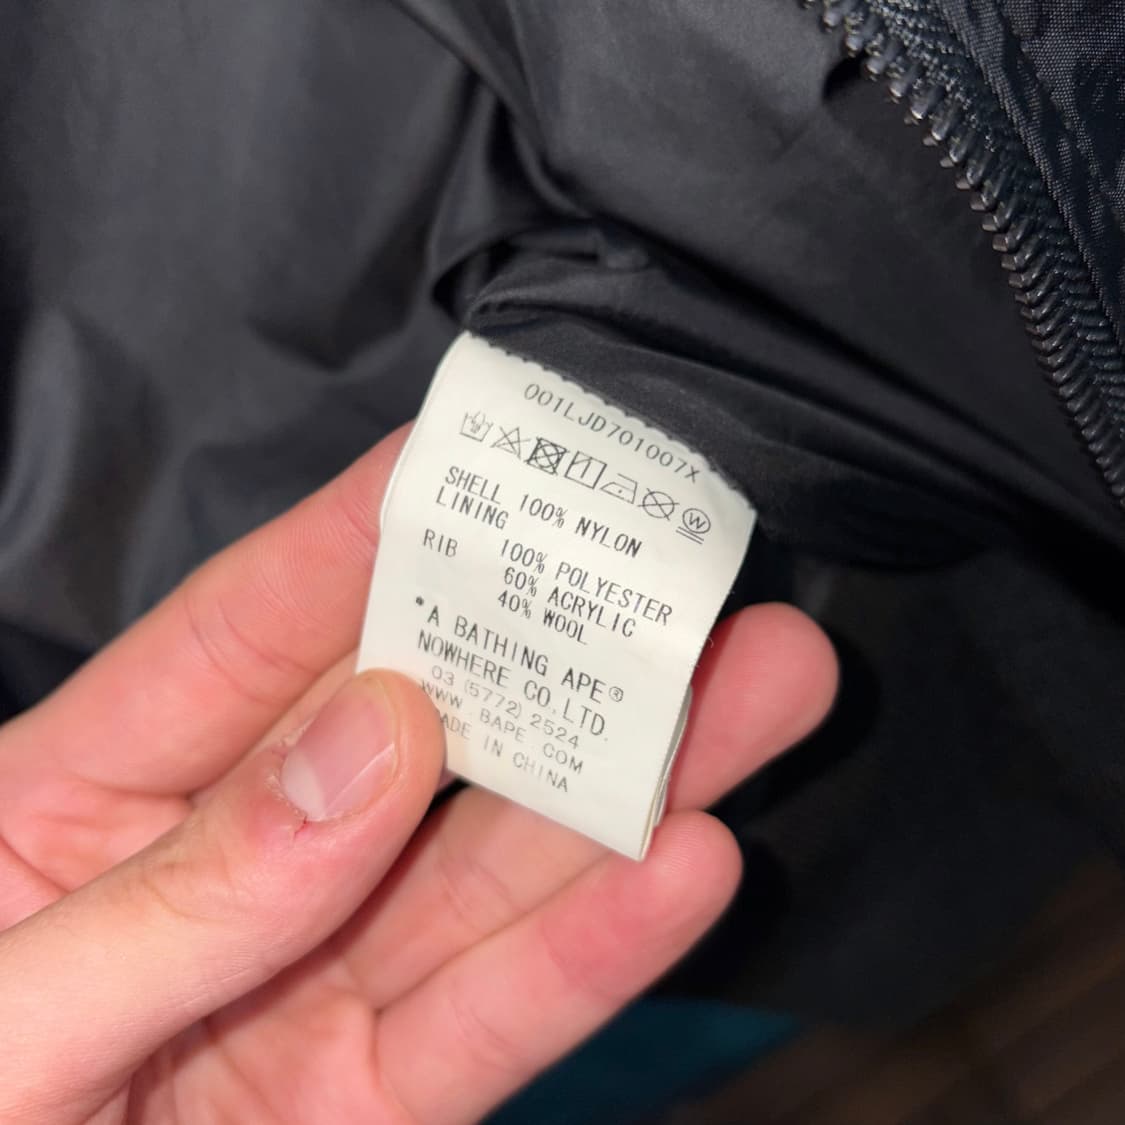 001LJD701007X
W
SHELL 100% NYLON
LINING
100% POLYESTER
RIB 60% ACRYLIC
40% WOOL
*A BATHING APE®
NOWHERE CO.,LTD.
03 (5772) 2524
WWW.BAPE.COM
ADE IN CHINA